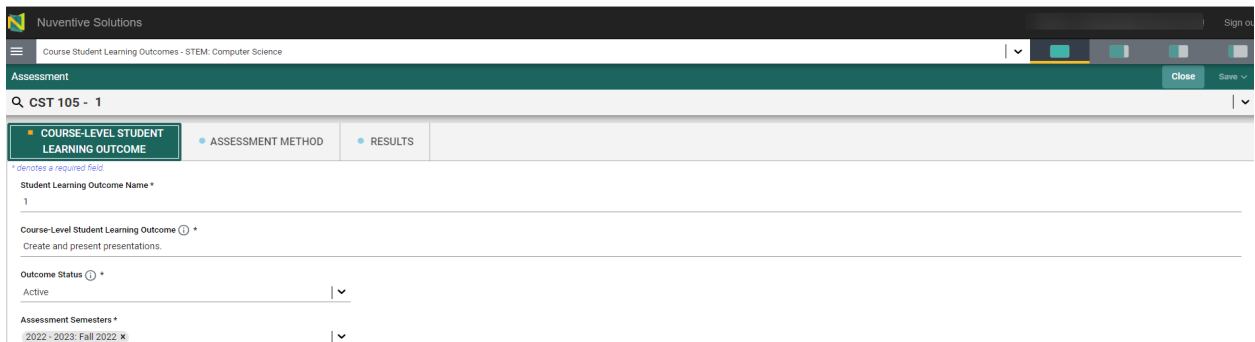 Nuventive Solutions
Sign ou
Course Student Learning Outcomes - STEM: Computer Science
Assessment
Close
Save
CST 105 - 1
COURSE-LEVEL STUDENT
LEARNING OUTCOME
ASSESSMENT METHOD
RESULTS
* denotes a required field.
Student Learning Outcome Name *
1
Course-Level Student Learning Outcome *
Create and present presentations.
Outcome Status *
Active
Assessment Semesters *
2022 - 2023: Fall 2022 ×